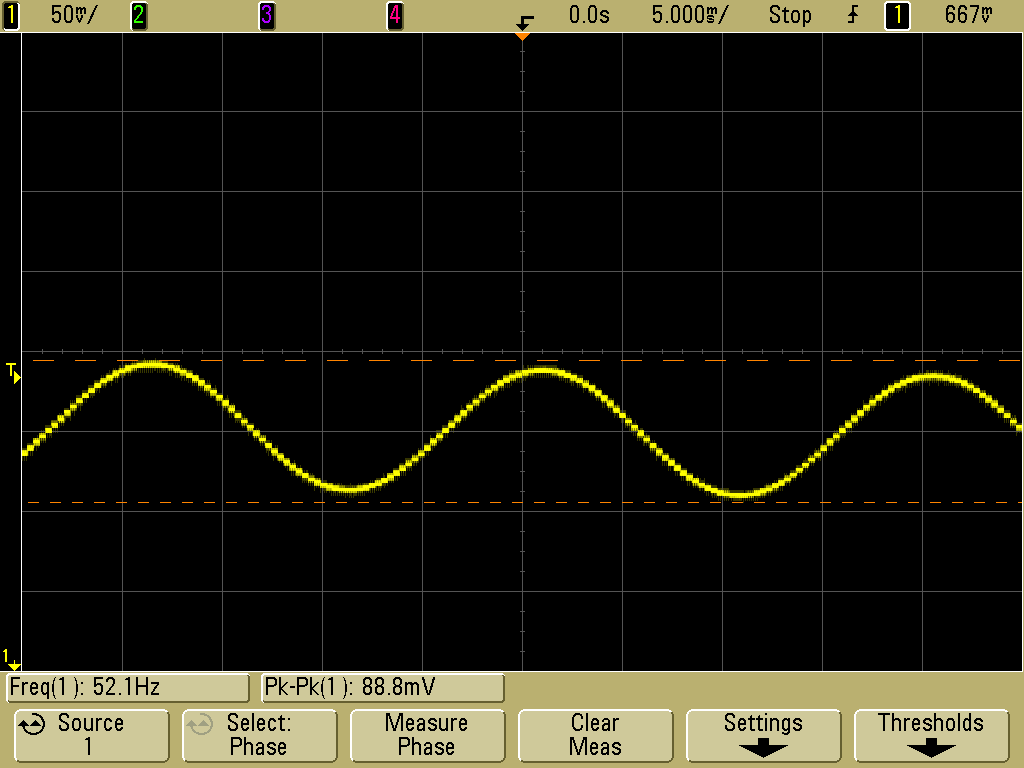 1 50mV/ 2 3 4 0.0s 5.000ms/ Stop 1 667mV
T
1
Freq(1): 52.1Hz Pk-Pk(1): 88.8mV
Source Select: Measure Clear Settings Thresholds
1 Phase Phase Meas